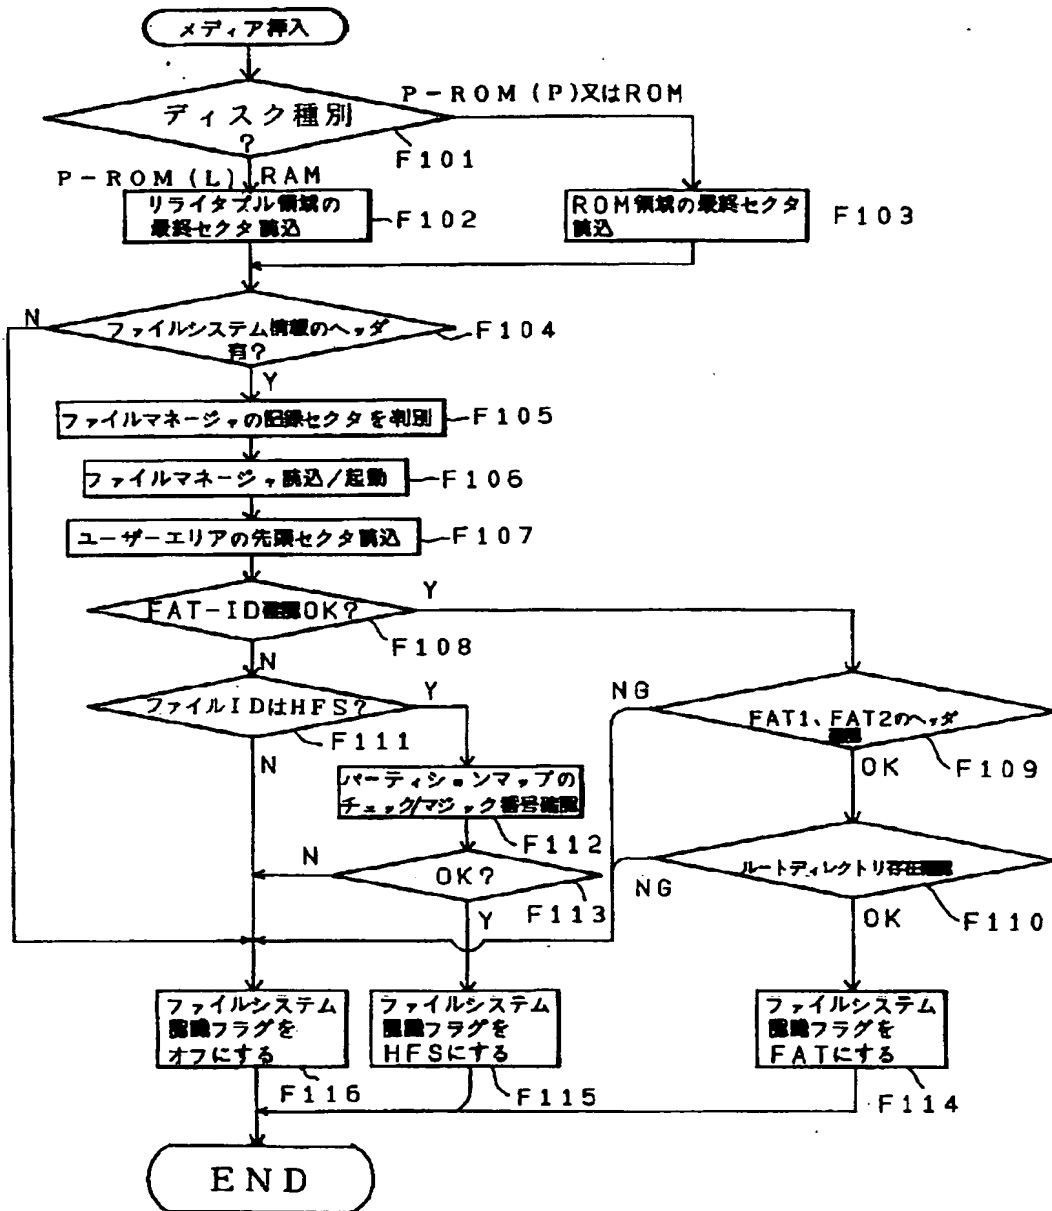 メディア挿入
P-ROM(P)又はROM
ディスク種別
?
F101
P-ROM(L) RAM
リライタブル領域の
最終セクタ読込
F102
ROM領域の最終セクタ
読込
F103
N
ファイルシステム情報のヘッダ
有?
F104
Y
ファイルマネージャの記録セクタを判別
F105
ファイルマネージャ読込/起動
F106
ユーザーエリアの先頭セクタ読込
F107
FAT-ID確認OK?
Y
F108
N
ファイルIDはHFS?
Y
F111
N
NG
FAT1、FAT2のヘッダ
確認
F109
OK
パーティションマップの
チェック/マジック番号確認
F112
N
OK?
F113
Y
ルートディレクトリ存在確認
NG
F110
OK
ファイルシステム
認識フラグを
オフにする
F116
ファイルシステム
認識フラグを
HFSにする
F115
ファイルシステム
認識フラグを
FATにする
F114
END